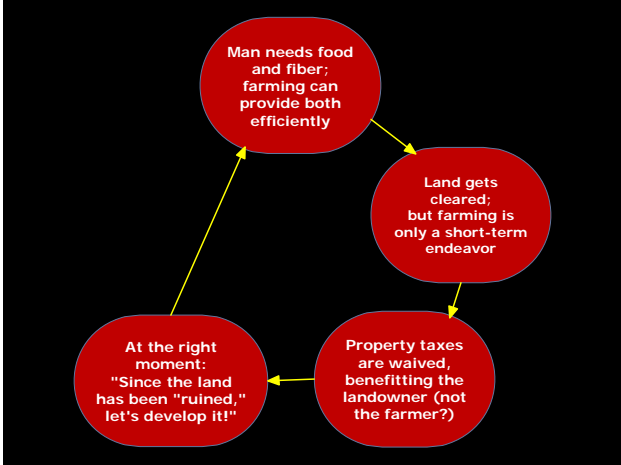 Man needs food
and fiber;
farming can
provide both
efficiently
Land gets
cleared;
but farming is
only a short-term
endeavor
Property taxes
are waived,
benefitting the
landowner (not
the farmer?)
At the right
moment:
"Since the land
has been "ruined,"
let's develop it!"